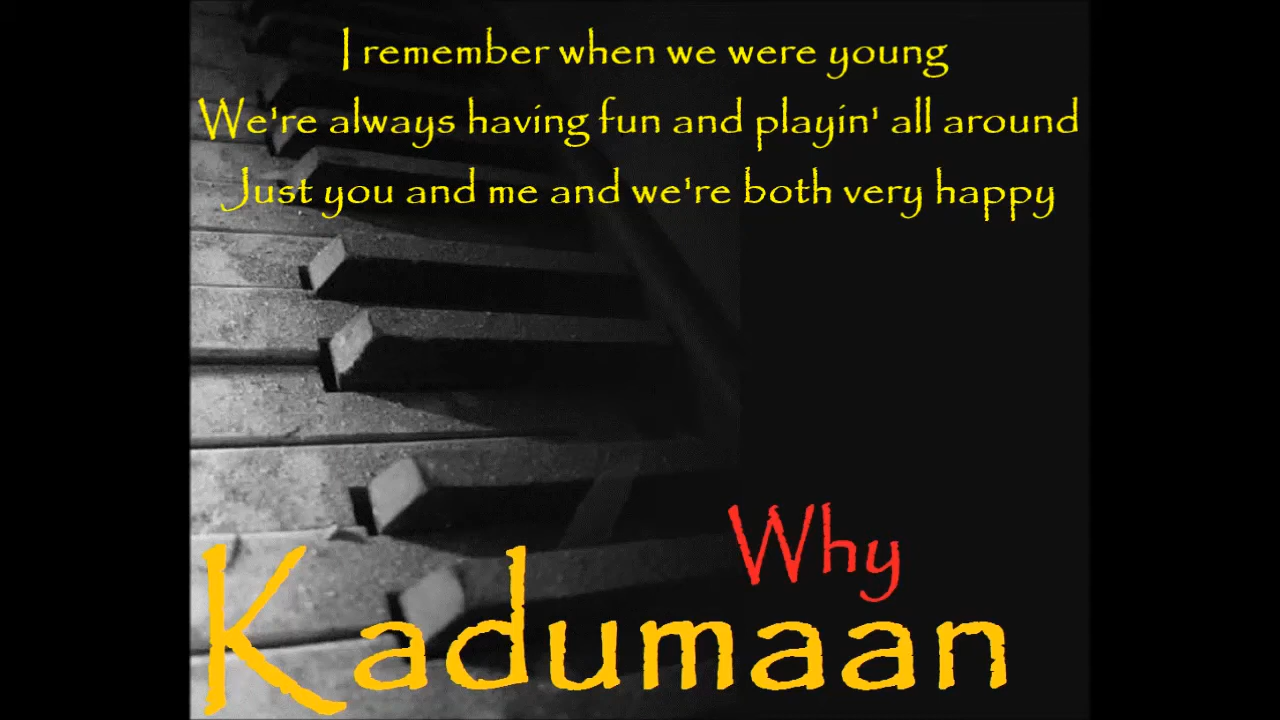 I remember when we were young
We're always having fun and playin' all around
Just you and me and we're both very happy
Why
Kadumaan